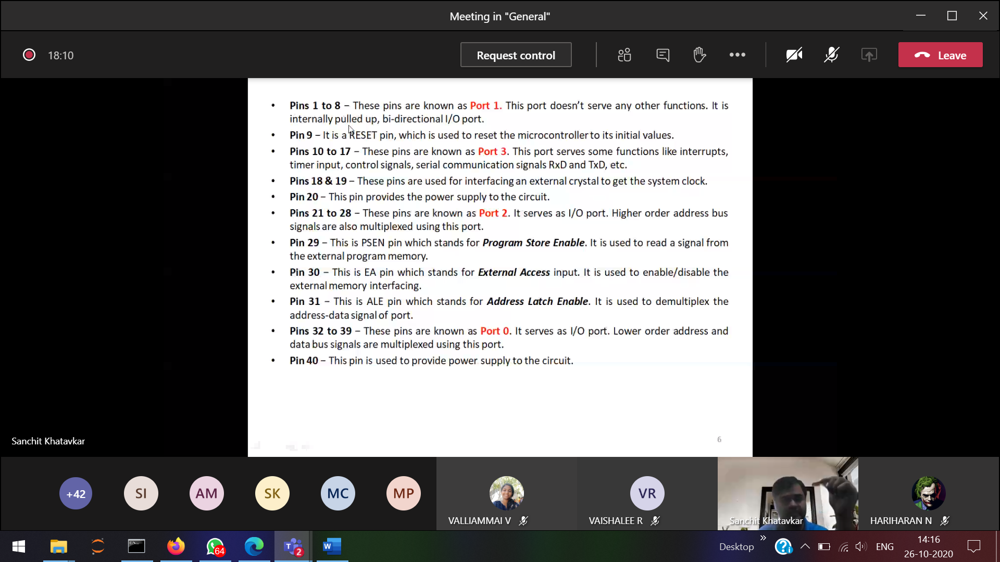 Meeting in "General"
18:10
Request control
Leave
• Pins 1 to 8 – These pins are known as Port 1. This port doesn't serve any other functions. It is
internally pulled up, bi-directional I/O port.
• Pin 9 – It is a RESET pin, which is used to reset the microcontroller to its initial values.
• Pins 10 to 17 – These pins are known as Port 3. This port serves some functions like interrupts,
timer input, control signals, serial communication signals RxD and TxD, etc.
• Pins 18 & 19 – These pins are used for interfacing an external crystal to get the system clock.
• Pin 20 – This pin provides the power supply to the circuit.
• Pins 21 to 28 – These pins are known as Port 2. It serves as I/O port. Higher order address bus
signals are also multiplexed using this port.
• Pin 29 – This is PSEN pin which stands for Program Store Enable. It is used to read a signal from
the external program memory.
• Pin 30 – This is EA pin which stands for External Access input. It is used to enable/disable the
external memory interfacing.
• Pin 31 – This is ALE pin which stands for Address Latch Enable. It is used to demultiplex the
address-data signal of port.
• Pins 32 to 39 – These pins are known as Port 0. It serves as I/O port. Lower order address and
data bus signals are multiplexed using this port.
• Pin 40 – This pin is used to provide power supply to the circuit.
6
Sanchit Khatavkar
+42
SI
AM
SK
MC
MP
VALLIAMMAI V
VR
VAISHALEE R
Sanchit Khatavkar
HARIHARAN N
64
2
Desktop
ENG
14:16
26-10-2020